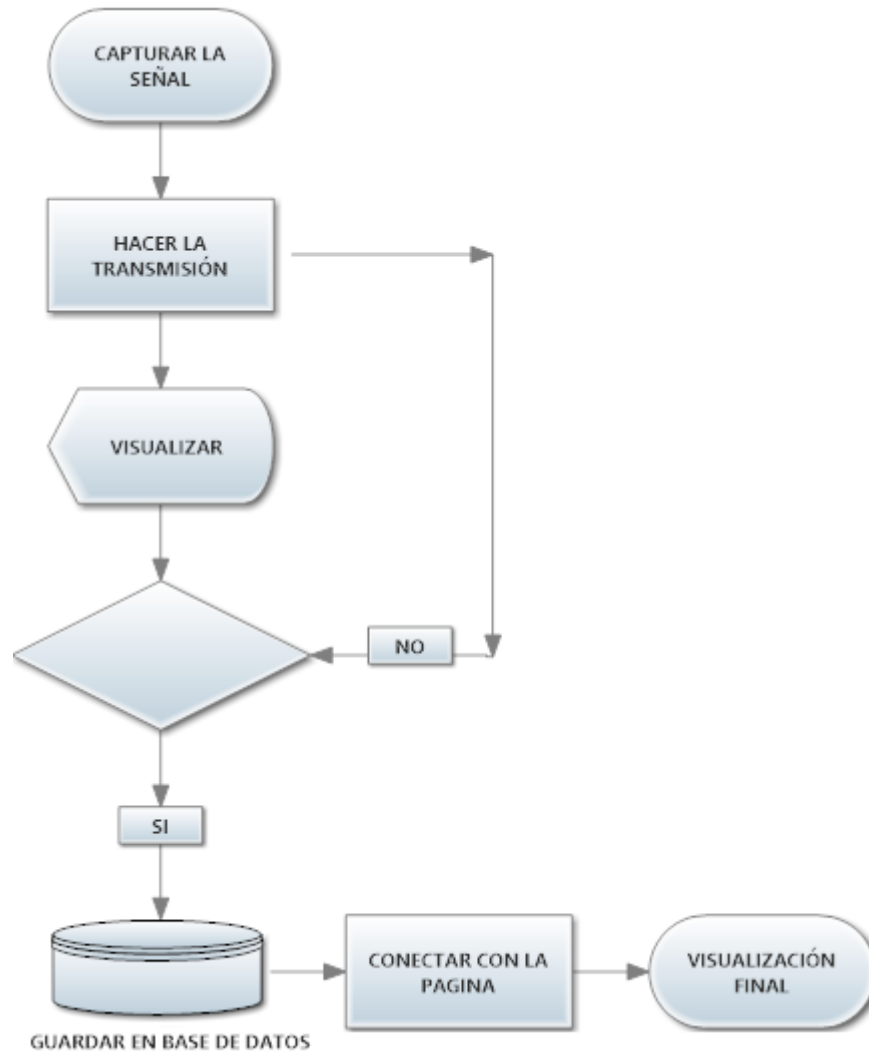 CAPTURAR LA
SEÑAL
HACER LA
TRANSMISIÓN
VISUALIZAR
NO
SI
CONECTAR CON LA
PAGINA
VISUALIZACIÓN
FINAL
GUARDAR EN BASE DE DATOS